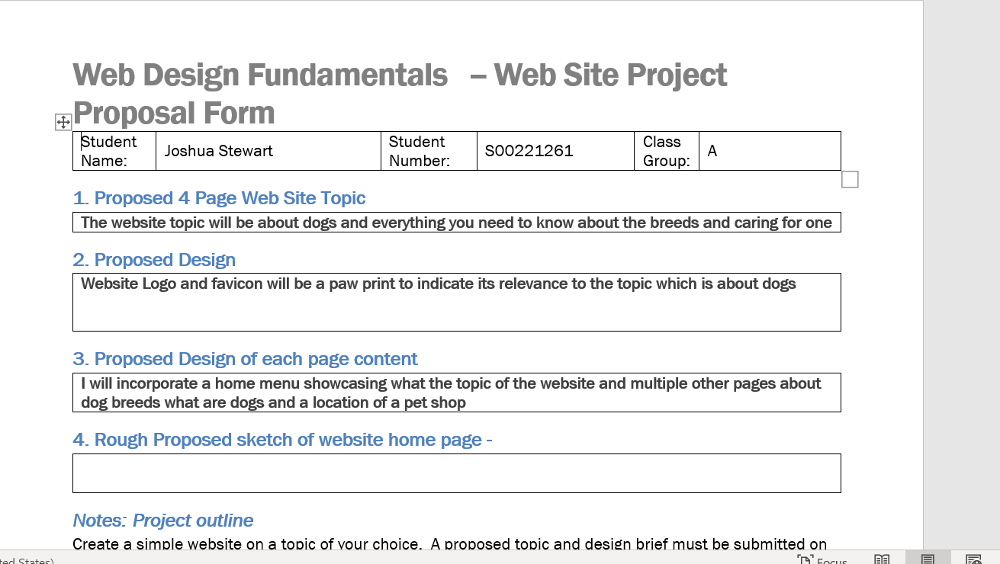 Web Design Fundamentals – Web Site Project
Proposal Form
Student Name: Joshua Stewart Student Number: S00221261 Class Group: A
1. Proposed 4 Page Web Site Topic
The website topic will be about dogs and everything you need to know about the breeds and caring for one
2. Proposed Design
Website Logo and favicon will be a paw print to indicate its relevance to the topic which is about dogs
3. Proposed Design of each page content
I will incorporate a home menu showcasing what the topic of the website and multiple other pages about
dog breeds what are dogs and a location of a pet shop
4. Rough Proposed sketch of website home page -
Notes: Project outline
Create a simple website on a topic of your choice. A proposed topic and design brief must be submitted on
ted States) Focus